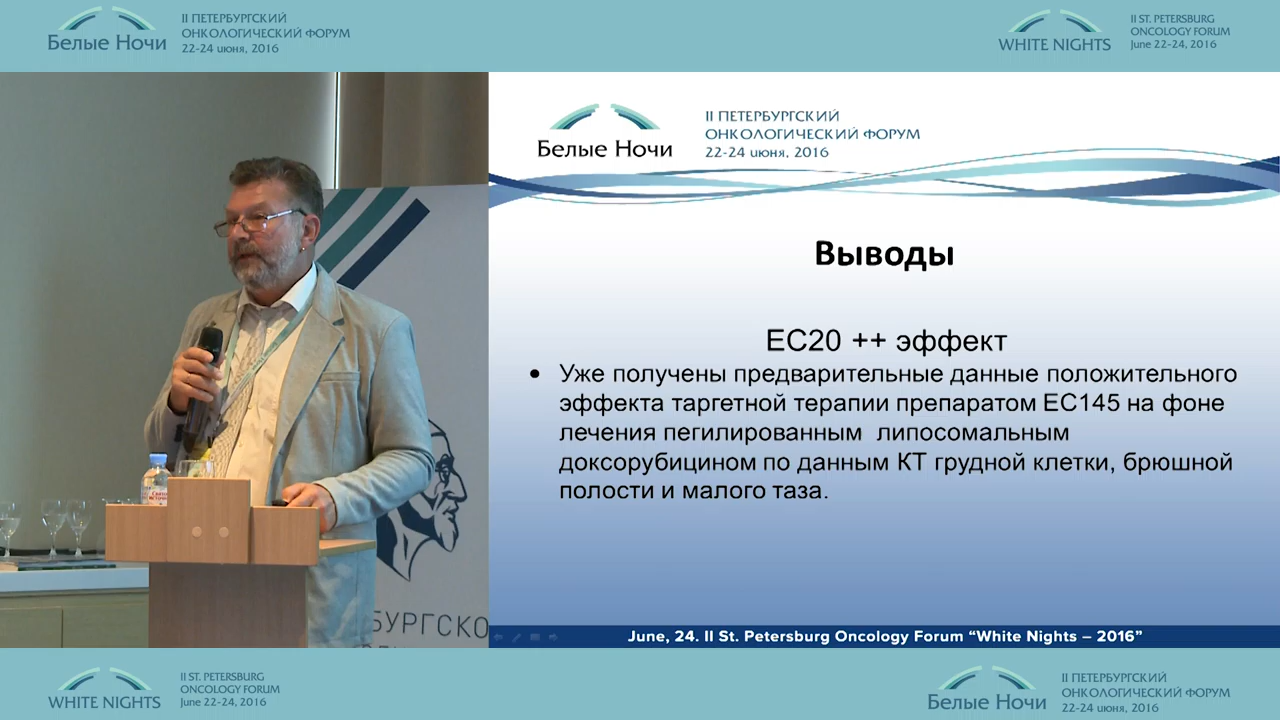 Белые Ночи
II ПЕТЕРБУРГСКИЙ
ОНКОЛОГИЧЕСКИЙ ФОРУМ
22-24 июня, 2016
WHITE NIGHTS
II ST. PETERSBURG
ONCOLOGY FORUM
June 22-24, 2016
Белые Ночи
II ПЕТЕРБУРГСКИЙ
ОНКОЛОГИЧЕСКИЙ ФОРУМ
22-24 июня, 2016
Выводы
EC20 ++ эффект
• Уже получены предварительные данные положительного
эффекта таргетной терапии препаратом ЕС145 на фоне
лечения пегилированным липосомальным
доксорубицином по данным КТ грудной клетки, брюшной
полости и малого таза.
БУРГСКО
June, 24. II St. Petersburg Oncology Forum “White Nights – 2016”
WHITE NIGHTS
II ST. PETERSBURG
ONCOLOGY FORUM
June 22-24, 2016
Белые Ночи
II ПЕТЕРБУРГСКИЙ
ОНКОЛОГИЧЕСКИЙ ФОРУМ
22-24 июня, 2016